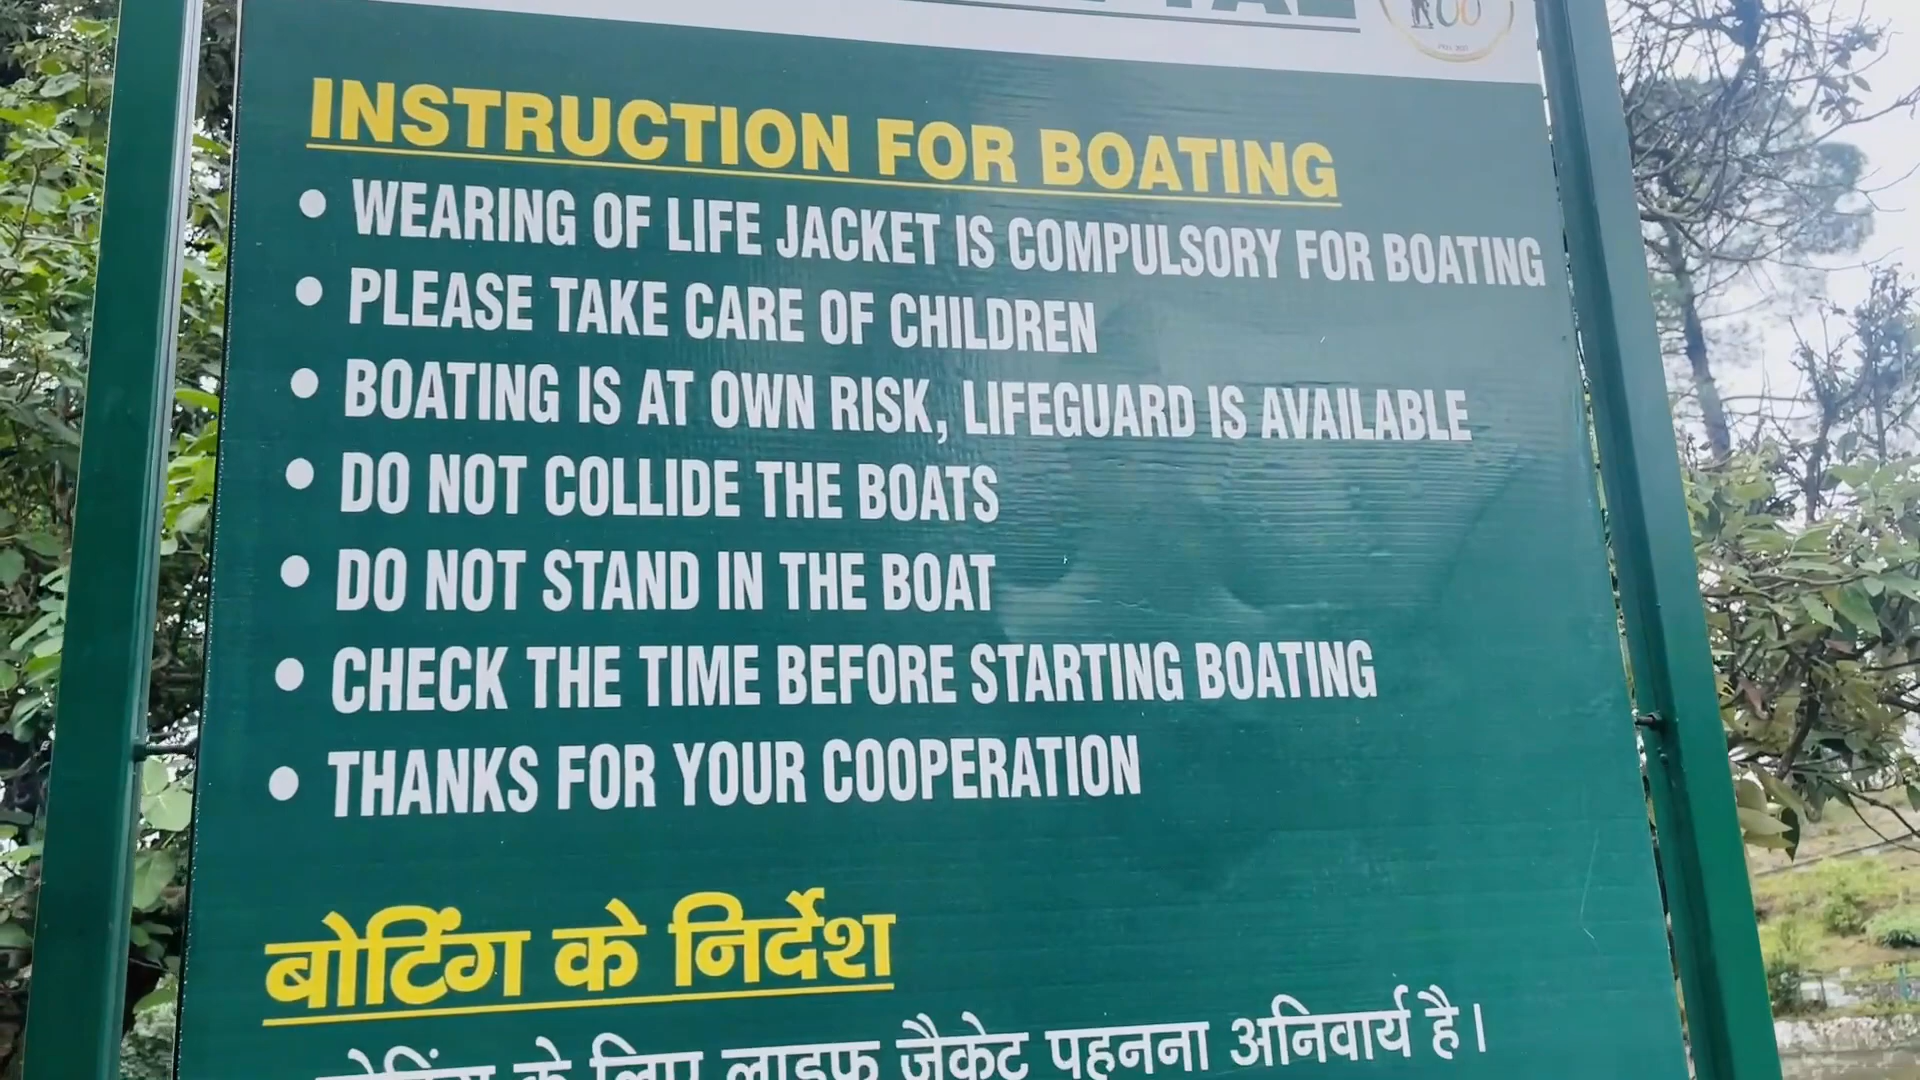 INSTRUCTION FOR BOATING
• WEARING OF LIFE JACKET IS COMPULSORY FOR BOATING
• PLEASE TAKE CARE OF CHILDREN
• BOATING IS AT OWN RISK, LIFEGUARD IS AVAILABLE
• DO NOT COLLIDE THE BOATS
• DO NOT STAND IN THE BOAT
• CHECK THE TIME BEFORE STARTING BOATING
• THANKS FOR YOUR COOPERATION
बोटिंग के निर्देश
बोटिंग के लिए लाइफ जैकेट पहनना अनिवार्य है।